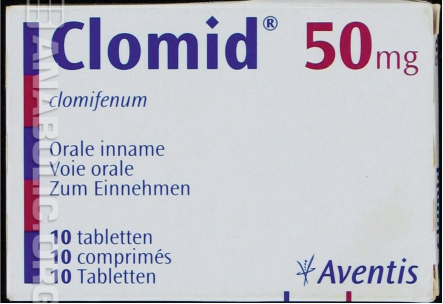 Clomid® 50mg
clomifenum
Orale inname
Voie orale
Zum Einnehmen
10 tabletten
10 comprimés
10 Tabletten
Aventis